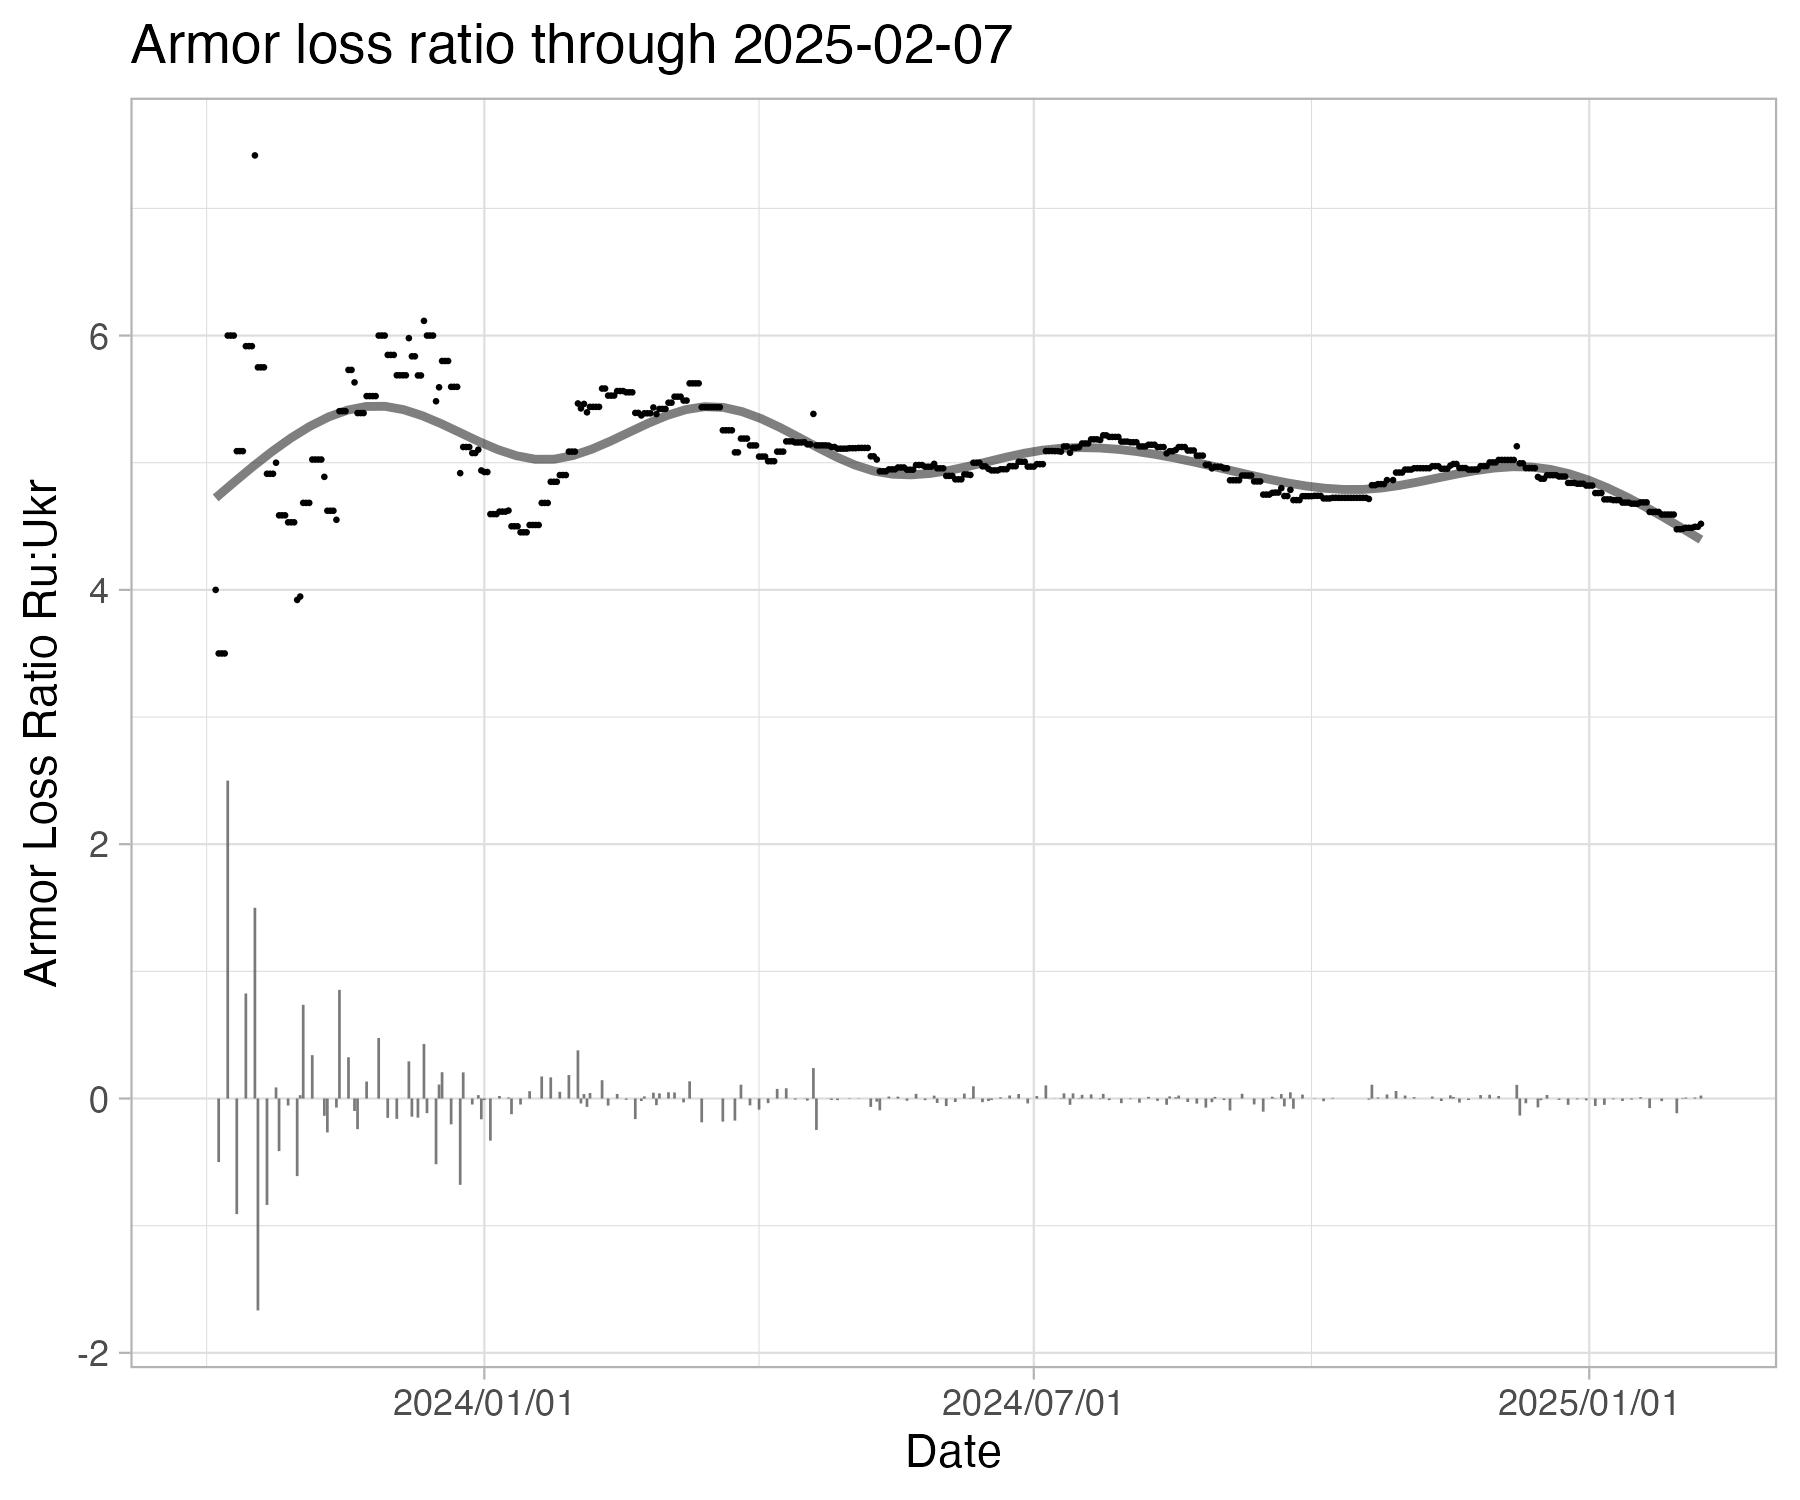 Armor loss ratio through 2025-02-07
Armor Loss Ratio Ru:Ukr
6
4
2
0
-2
2024/01/01
2024/07/01
2025/01/01
Date